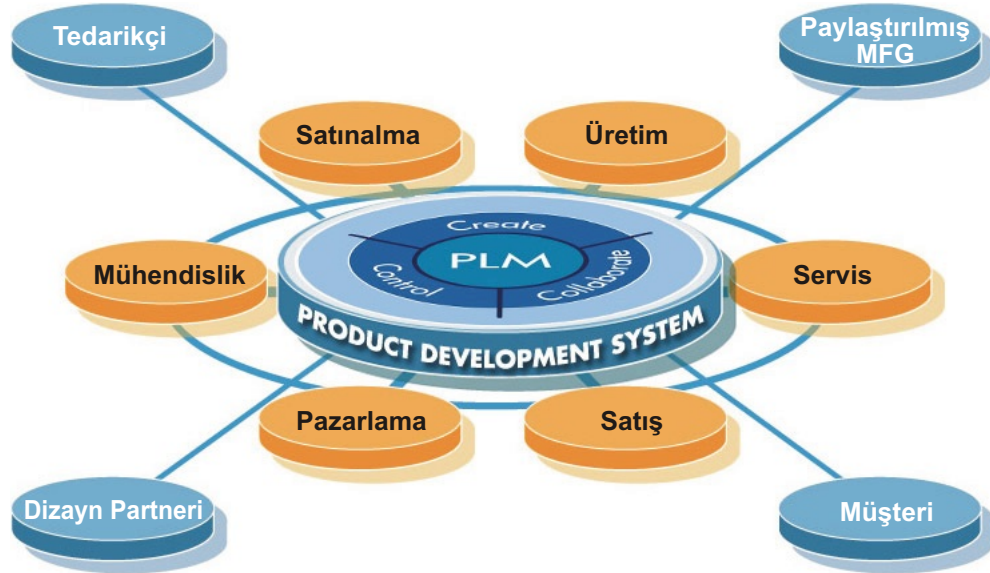 Tedarikçi
Paylaştırılmış
MFG
Satınalma
Üretim
Create
Mühendislik
PLM
Servis
Control
Collaborate
PRODUCT DEVELOPMENT SYSTEM
Pazarlama
Satış
Dizayn Partneri
Müşteri